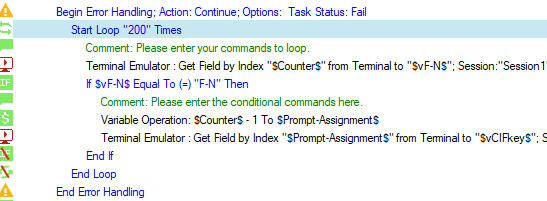 Begin Error Handling; Action: Continue; Options: Task Status: Fail
Start Loop "200" Times
Comment: Please enter your commands to loop.
Terminal Emulator : Get Field by Index "$Counter$" from Terminal to "$vF-N$"; Session:"Session1"
If $vF-N$ Equal To (=) "F-N" Then
Comment: Please enter the conditional commands here.
Variable Operation: $Counter$ - 1 To $Prompt-Assignment$
Terminal Emulator : Get Field by Index "$Prompt-Assignment$" from Terminal to "$vCIFkey$"; S
End If
End Loop
End Error Handling